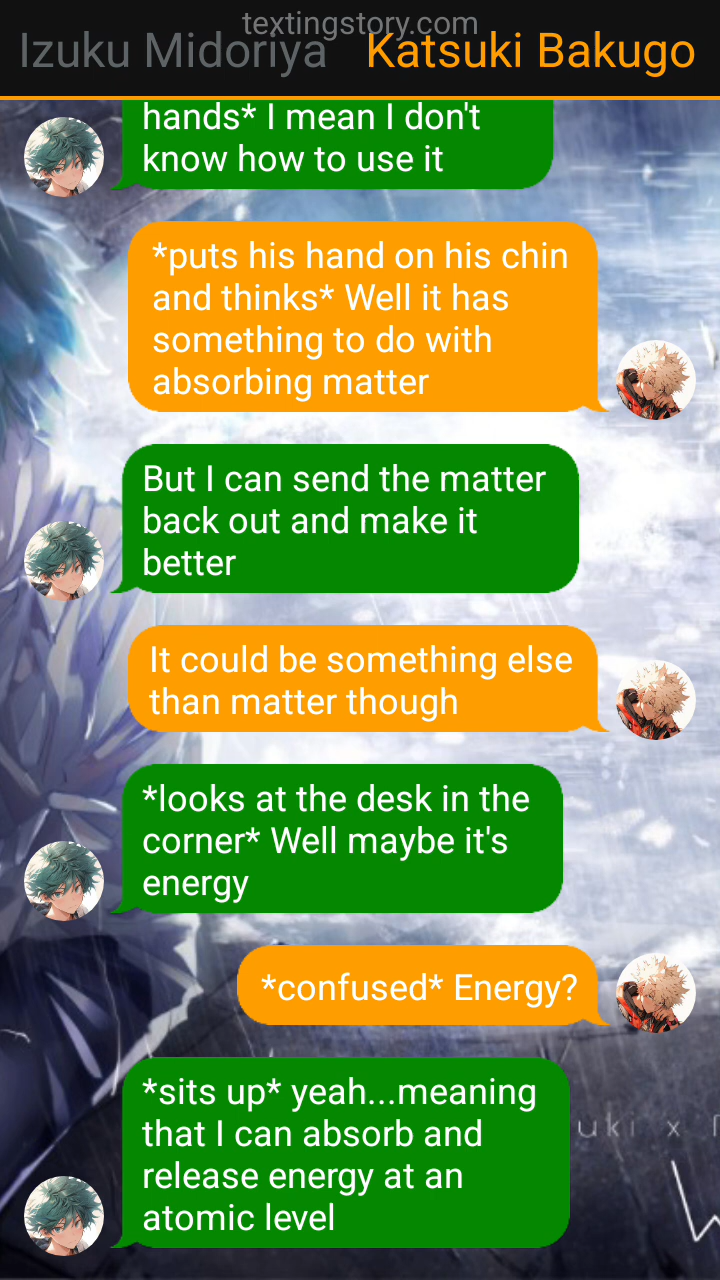 textingstory.com
Izuku Midoriya Katsuki Bakugo
hands* I mean I don't
know how to use it
*puts his hand on his chin
and thinks* Well it has
something to do with
absorbing matter
But I can send the matter
back out and make it
better
It could be something else
than matter though
*looks at the desk in the
corner* Well maybe it's
energy
*confused* Energy?
*sits up* yeah...meaning
that I can absorb and
release energy at an
atomic level
uki x